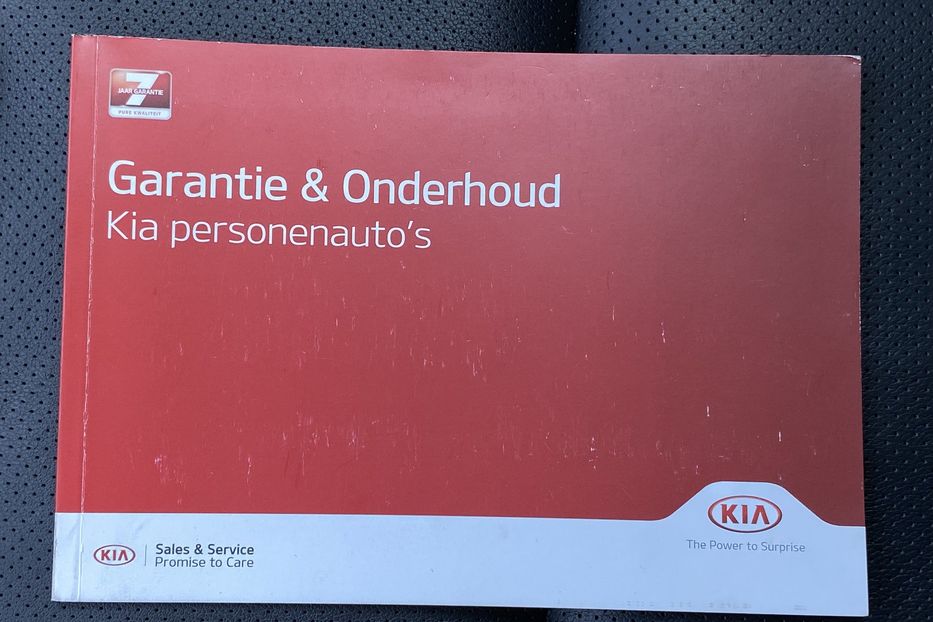 7
JAAR GARANTIE
PURE KWALITEIT
Garantie & Onderhoud
Kia personenauto's
KIA
Sales & Service
Promise to Care
KIA
The Power to Surprise